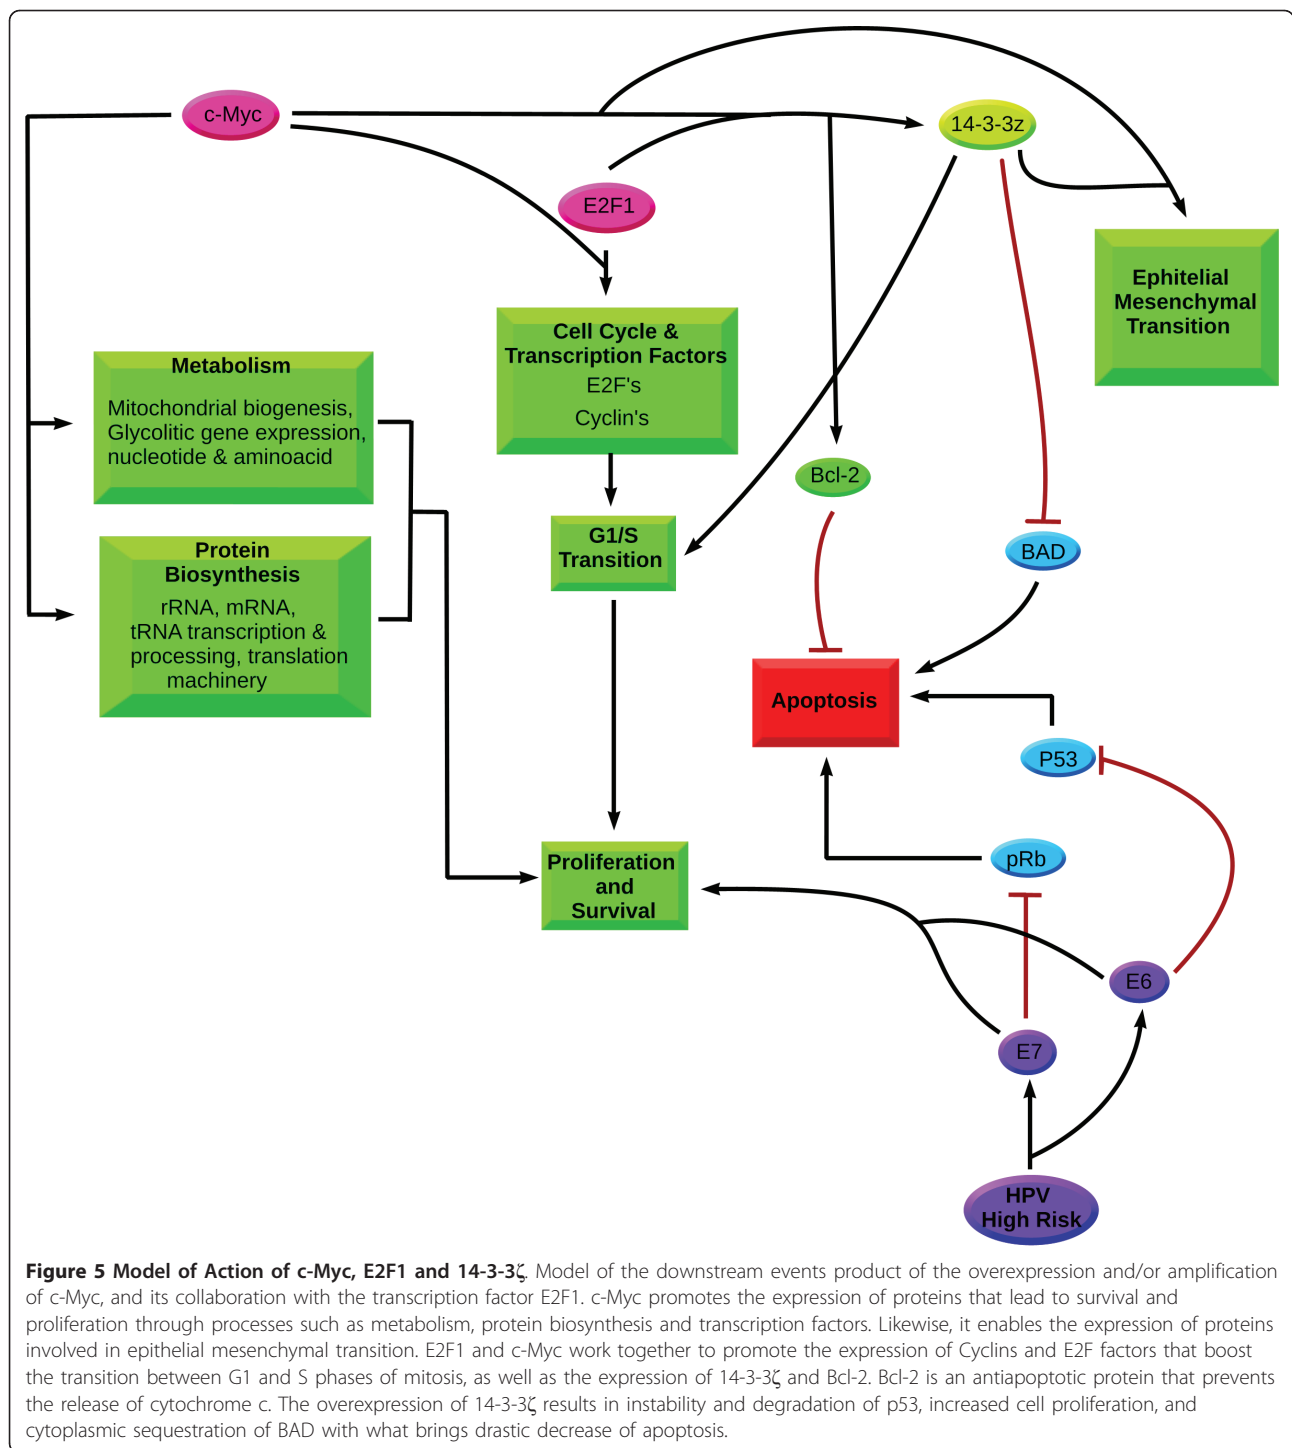 c-Myc
14-3-3z
E2F1
Ephitelial
Mesenchymal
Transition
Cell Cycle &
Transcription Factors
E2F's
Cyclin's
Metabolism
Mitochondrial biogenesis,
Glycolitic gene expression,
nucleotide & aminoacid
Bcl-2
G1/S
Transition
BAD
Protein
Biosynthesis
rRNA, mRNA,
tRNA transcription &
processing, translation
machinery
Apoptosis
P53
pRb
Proliferation
and
Survival
E6
E7
HPV
High Risk
Figure 5 Model of Action of c-Myc, E2F1 and 14-3-3ζ. Model of the downstream events product of the overexpression and/or amplification
of c-Myc, and its collaboration with the transcription factor E2F1. c-Myc promotes the expression of proteins that lead to survival and
proliferation through processes such as metabolism, protein biosynthesis and transcription factors. Likewise, it enables the expression of proteins
involved in epithelial mesenchymal transition. E2F1 and c-Myc work together to promote the expression of Cyclins and E2F factors that boost
the transition between G1 and S phases of mitosis, as well as the expression of 14-3-3ζ and Bcl-2. Bcl-2 is an antiapoptotic protein that prevents
the release of cytochrome c. The overexpression of 14-3-3ζ results in instability and degradation of p53, increased cell proliferation, and
cytoplasmic sequestration of BAD with what brings drastic decrease of apoptosis.